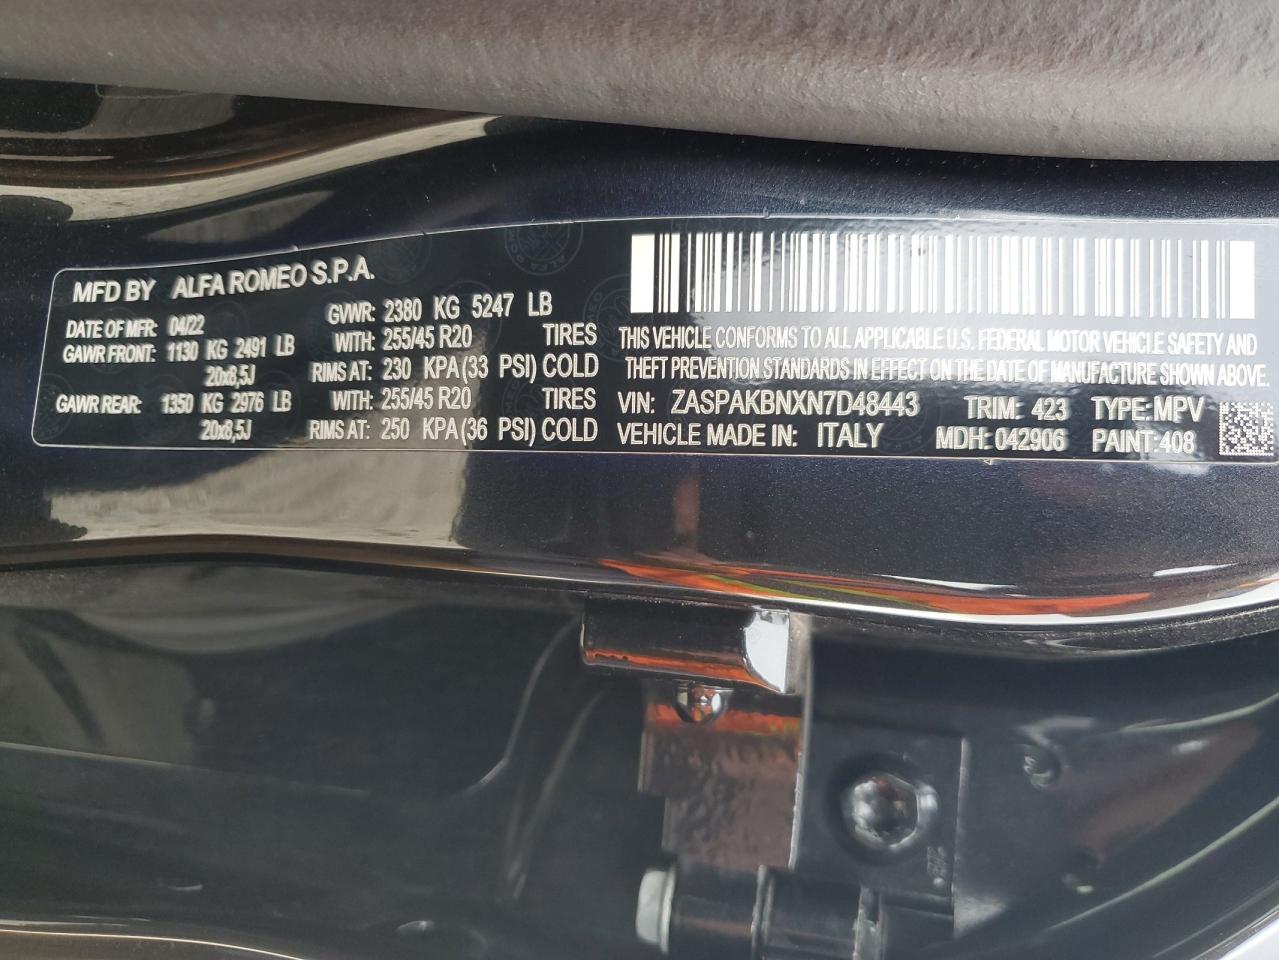 MFD BY ALFA ROMEO S.P.A.
DATE OF MFR: 04/22 GVWR: 2380 KG 5247 LB
GAWR FRONT: 1130 KG 2491 LB WITH: 255/45 R20 TIRES
20x8,5J RIMS AT: 230 KPA (33 PSI) COLD
GAWR REAR: 1350 KG 2976 LB WITH: 255/45 R20 TIRES
20x8,5J RIMS AT: 250 KPA (36 PSI) COLD
THIS VEHICLE CONFORMS TO ALL APPLICABLE U.S. FEDERAL MOTOR VEHICLE SAFETY AND
THEFT PREVENTION STANDARDS IN EFFECT ON THE DATE OF MANUFACTURE SHOWN ABOVE.
VIN: ZASPAKBNXN7D48443 TRIM: 423 TYPE: MPV
VEHICLE MADE IN: ITALY MDH: 042906 PAINT: 408